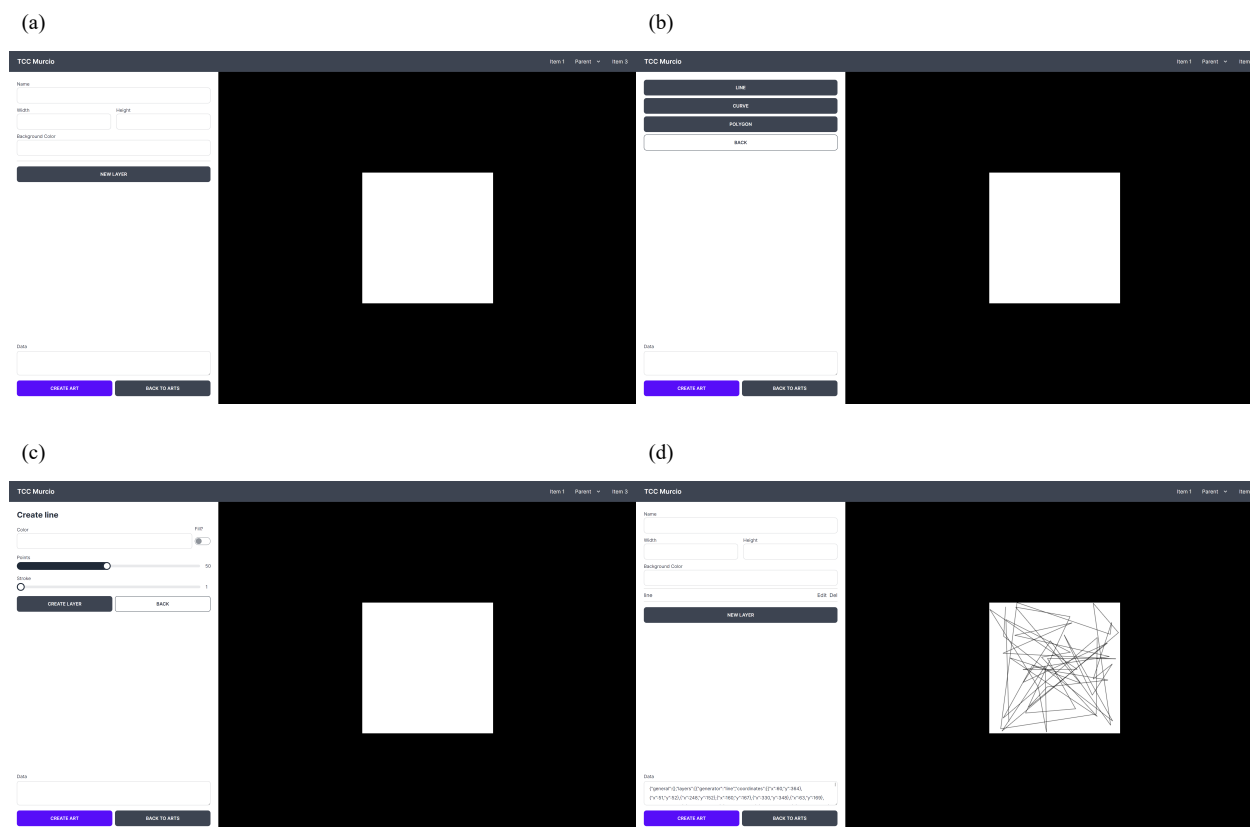 (a)
(b)
TCC Murcio
Item 1 Parent Item 3
Name
Width Height
Background Color
NEW LAYER
Data
CREATE ART BACK TO ARTS
TCC Murcio
Item 1 Parent Item
LINE
CURVE
POLYGON
BACK
Data
CREATE ART BACK TO ARTS
(c)
(d)
TCC Murcio
Item 1 Parent Item 3
Create line
Color
Points
50
Stroke
1
CREATE LAYER BACK
Data
CREATE ART BACK TO ARTS
TCC Murcio
Item 1 Parent Item
Name
Width Height
Background Color
line Edit Del
NEW LAYER
Data
CREATE ART BACK TO ARTS